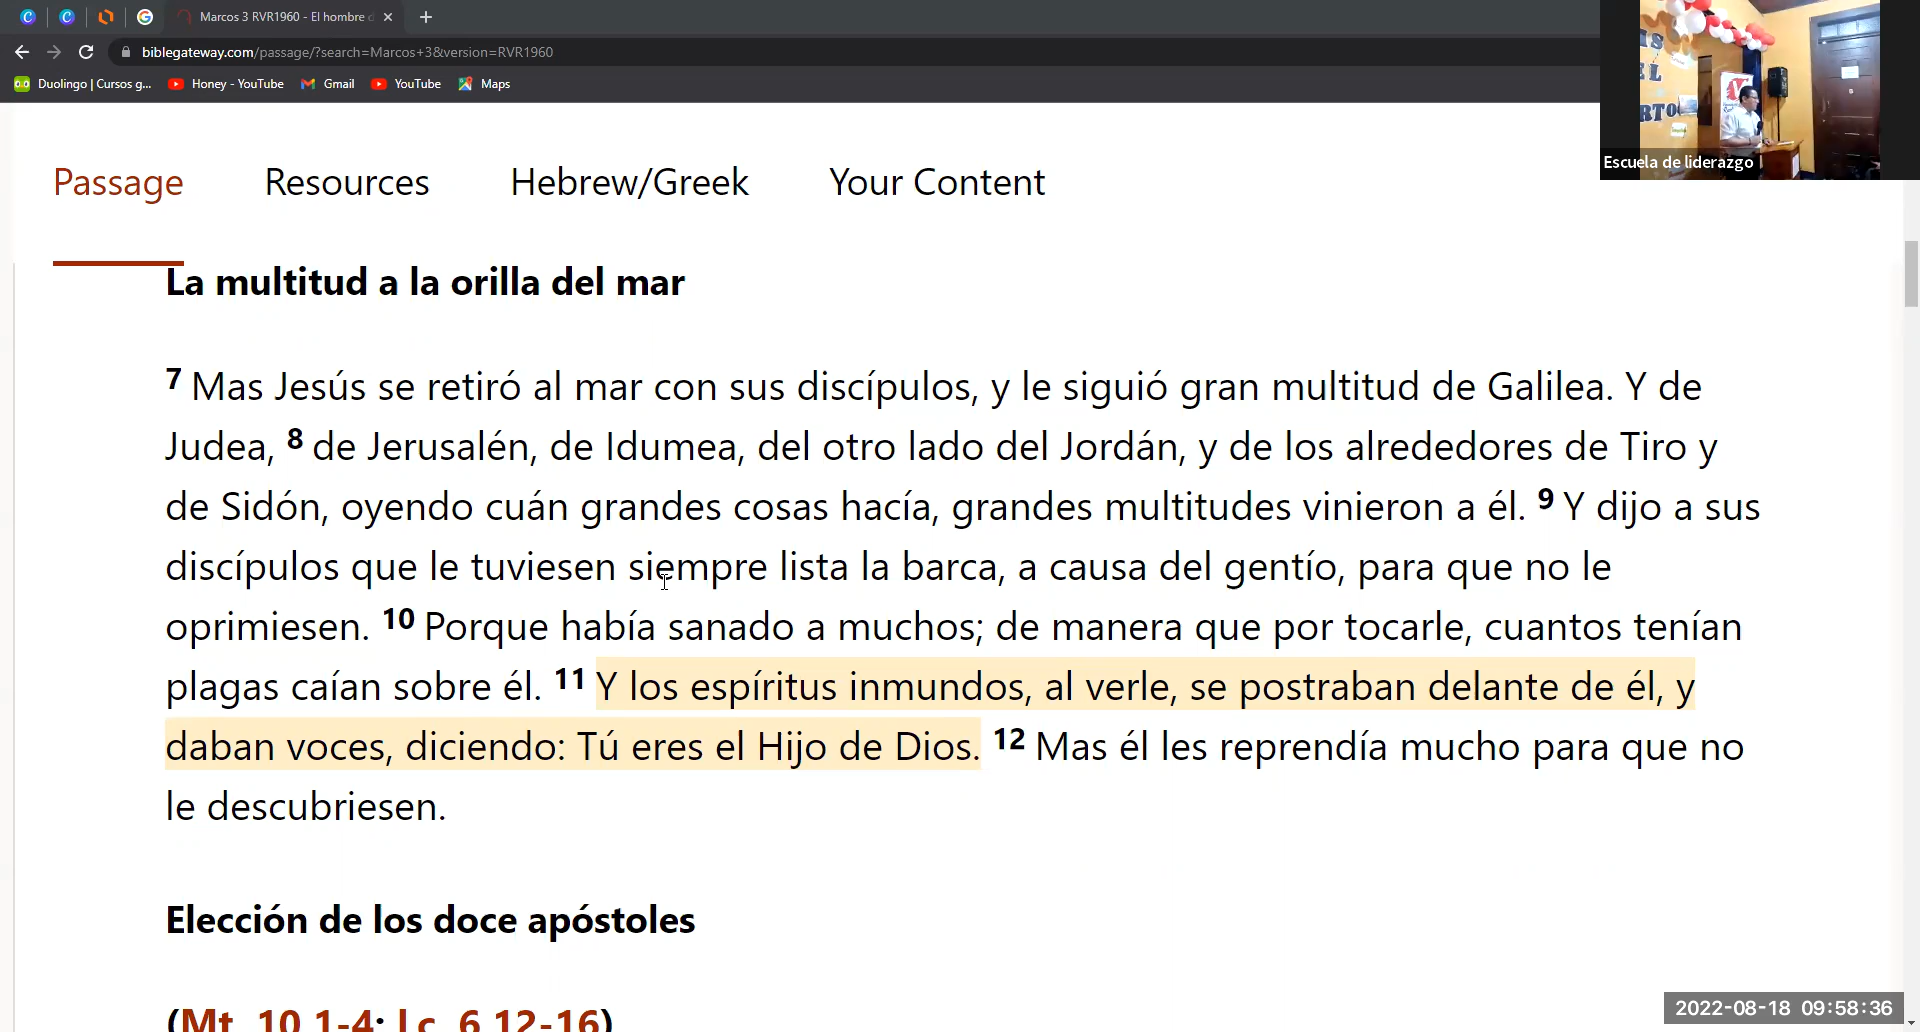 Marcos 3 RVR1960 - El hombre
biblegateway.com/passage/?search=Marcos+3&version=RVR1960
Duolingo | Cursos g... Honey - YouTube Gmail YouTube Maps
Escuela de liderazgo
Passage Resources Hebrew/Greek Your Content
La multitud a la orilla del mar
7 Mas Jesús se retiró al mar con sus discípulos, y le siguió gran multitud de Galilea. Y de
Judea, 8 de Jerusalén, de Idumea, del otro lado del Jordán, y de los alrededores de Tiro y
de Sidón, oyendo cuán grandes cosas hacía, grandes multitudes vinieron a él. 9 Y dijo a sus
discípulos que le tuviesen siempre lista la barca, a causa del gentío, para que no le
oprimiesen. 10 Porque había sanado a muchos; de manera que por tocarle, cuantos tenían
plagas caían sobre él. 11 Y los espíritus inmundos, al verle, se postraban delante de él, y
daban voces, diciendo: Tú eres el Hijo de Dios. 12 Mas él les reprendía mucho para que no
le descubriesen.
Elección de los doce apóstoles
(Mt. 10.1-4; Lc. 6.12-16)
2022-08-18 09:58:36